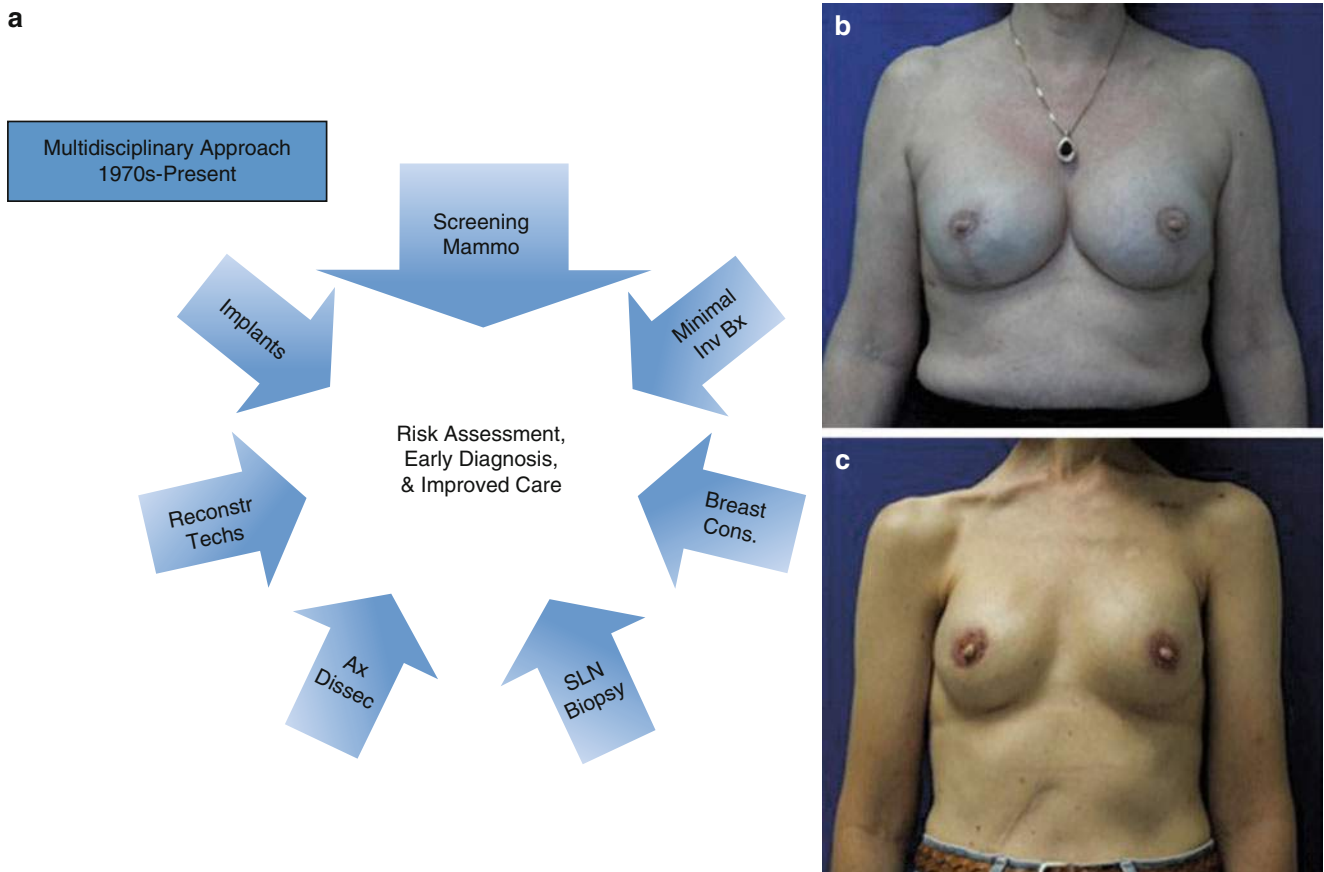 a
Multidisciplinary Approach
1970s-Present
Screening
Mammo
Implants
Minimal
Inv Bx
Risk Assessment,
Early Diagnosis,
& Improved Care
Reconstr
Techs
Breast
Cons.
Ax
Dissec
SLN
Biopsy
b
c